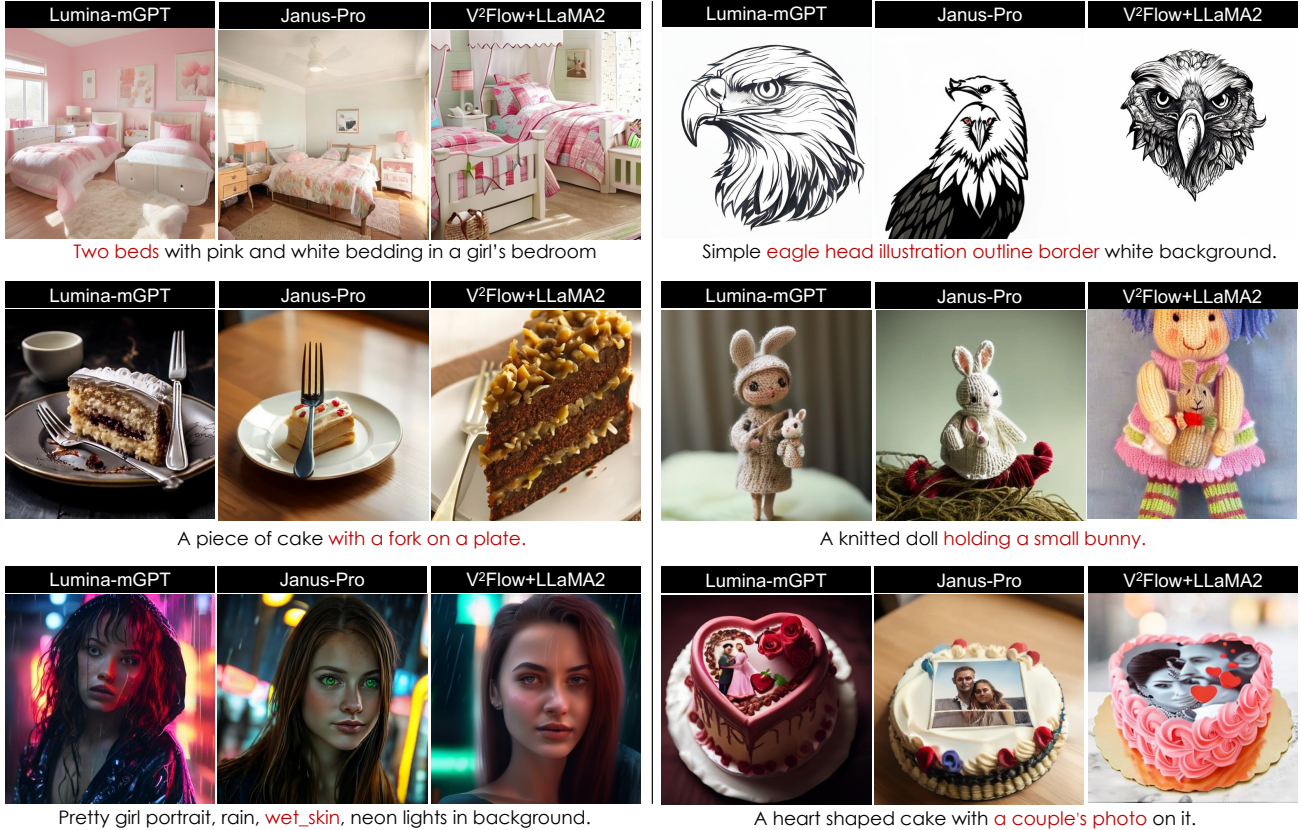 Lumina-mGPT
Janus-Pro
V²Flow+LLaMA2
Two beds with pink and white bedding in a girl's bedroom
Lumina-mGPT
Janus-Pro
V²Flow+LLaMA2
Simple eagle head illustration outline border white background.
Lumina-mGPT
Janus-Pro
V²Flow+LLaMA2
A piece of cake with a fork on a plate.
Lumina-mGPT
Janus-Pro
V²Flow+LLaMA2
A knitted doll holding a small bunny.
Lumina-mGPT
Janus-Pro
V²Flow+LLaMA2
Pretty girl portrait, rain, wet_skin, neon lights in background.
Lumina-mGPT
Janus-Pro
V²Flow+LLaMA2
A heart shaped cake with a couple's photo on it.